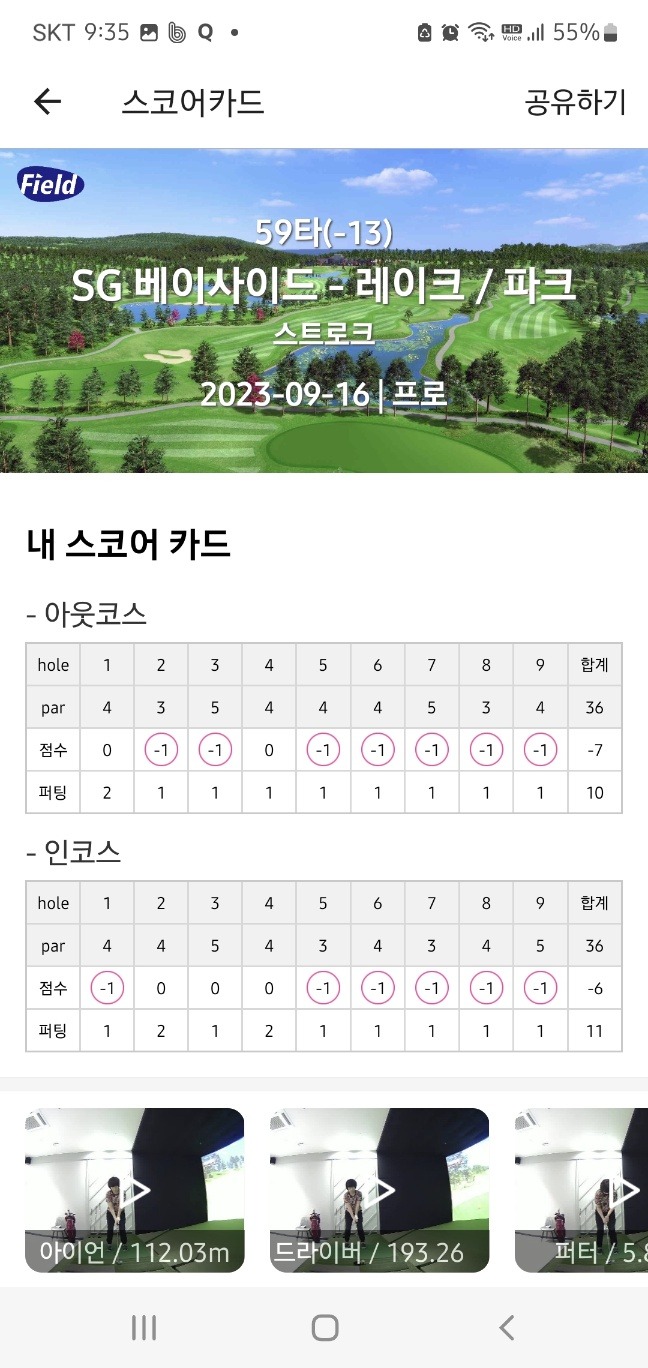 SKT 9:35 Q HD Voice 55%
스코어카드 공유하기
Field
59타(-13)
SG 베이사이드 - 레이크 / 파크
스트로크
2023-09-16 | 프로
내 스코어 카드
- 아웃코스
hole 1 2 3 4 5 6 7 8 9 합계
par 4 3 5 4 4 4 5 3 4 36
점수 0 -1 -1 0 -1 -1 -1 -1 -1 -7
퍼팅 2 1 1 1 1 1 1 1 1 10
- 인코스
hole 1 2 3 4 5 6 7 8 9 합계
par 4 4 5 4 3 4 3 4 5 36
점수 -1 0 0 0 -1 -1 -1 -1 -1 -6
퍼팅 1 2 1 2 1 1 1 1 1 11
아이언 / 112.03m 드라이버 / 193.26 퍼터 / 5.8